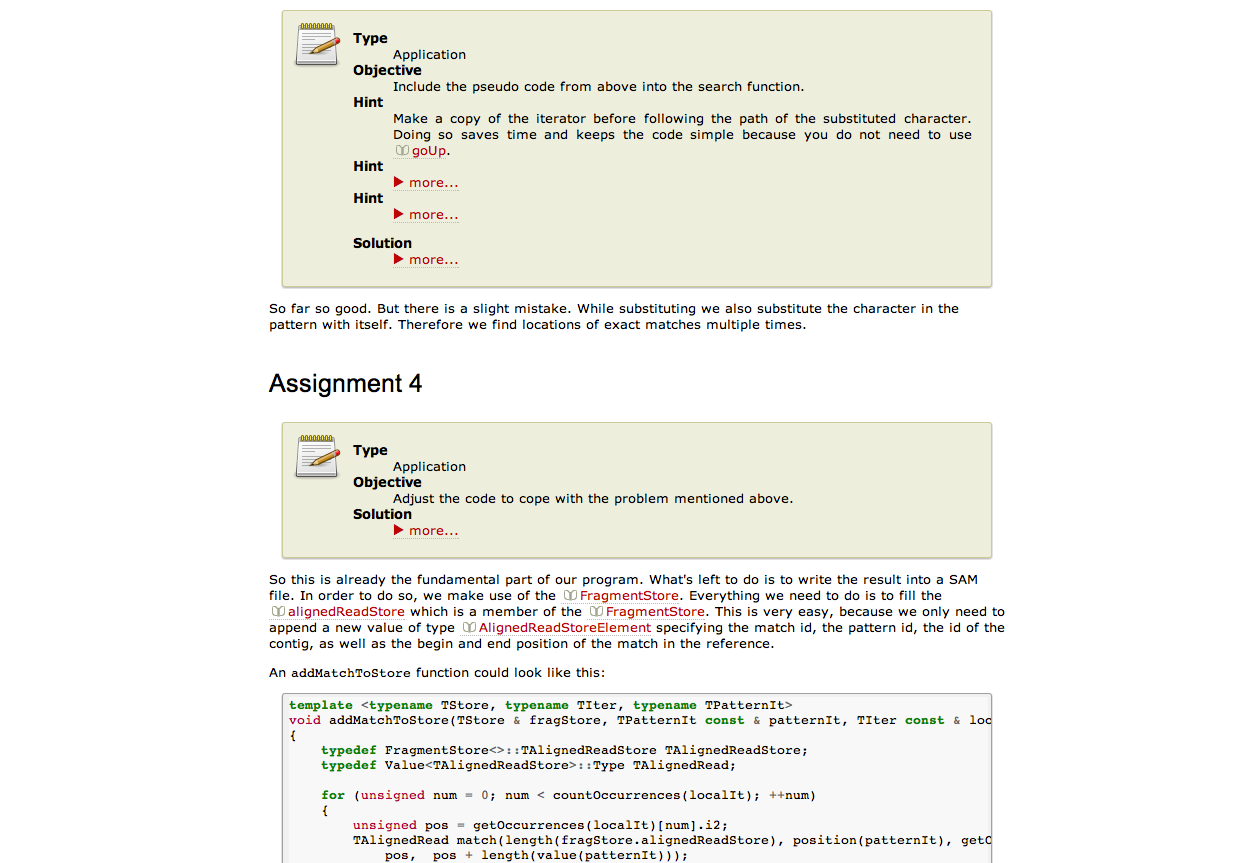 Type
Application
Objective
Include the pseudo code from above into the search function.
Hint
Make a copy of the iterator before following the path of the substituted character.
Doing so saves time and keeps the code simple because you do not need to use
goUp.
Hint
more...
Hint
more...
Solution
more...
So far so good. But there is a slight mistake. While substituting we also substitute the character in the
pattern with itself. Therefore we find locations of exact matches multiple times.
Assignment 4
Type
Application
Objective
Adjust the code to cope with the problem mentioned above.
Solution
more...
So this is already the fundamental part of our program. What's left to do is to write the result into a SAM
file. In order to do so, we make use of the FragmentStore. Everything we need to do is to fill the
alignedReadStore which is a member of the FragmentStore. This is very easy, because we only need to
append a new value of type AlignedReadStoreElement specifying the match id, the pattern id, the id of the
contig, as well as the begin and end position of the match in the reference.
An addMatchToStore function could look like this:
template <typename TStore, typename TIter, typename TPatternIt>
void addMatchToStore(TStore & fragStore, TPatternIt const & patternIt, TIter const & loc
{
typedef FragmentStore<>::TAlignedReadStore TAlignedReadStore;
typedef Value<TAlignedReadStore>::Type TAlignedRead;
for (unsigned num = 0; num < countOccurrences(localIt); ++num)
{
unsigned pos = getOccurrences(localIt)[num].i2;
TAlignedRead match(length(fragStore.alignedReadStore), position(patternIt), getO
pos, pos + length(value(patternIt)));